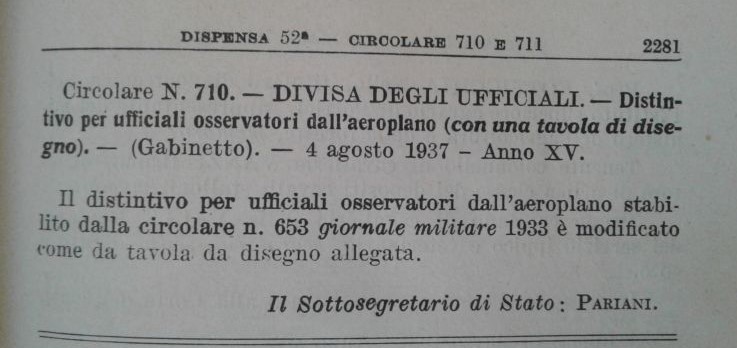 DISPENSA 52ª — CIRCOLARE 710 E 711 2281
Circolare N. 710. — DIVISA DEGLI UFFICIALI. — Distin-
tivo per ufficiali osservatori dall'aeroplano (con una tavola di dise-
gno). — (Gabinetto). — 4 agosto 1937 - Anno XV.
Il distintivo per ufficiali osservatori dall'aeroplano stabi-
lito dalla circolare n. 653 giornale militare 1933 è modificato
come da tavola da disegno allegata.
Il Sottosegretario di Stato: PARIANI.